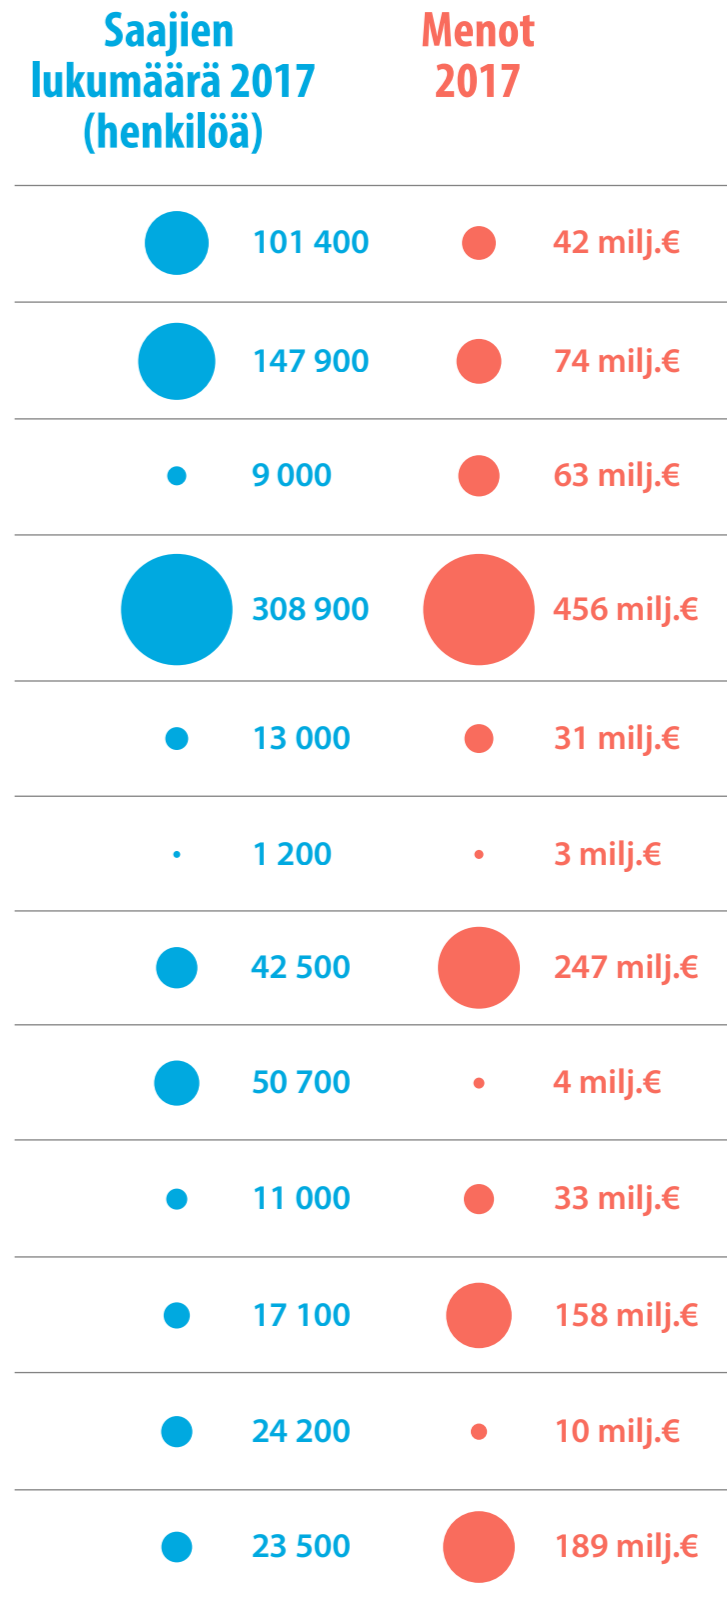 Saajien
lukumäärä 2017
(henkilöä)
Menot
2017
101 400 42 milj.€
147 900 74 milj.€
9 000 63 milj.€
308 900 456 milj.€
13 000 31 milj.€
1 200 3 milj.€
42 500 247 milj.€
50 700 4 milj.€
11 000 33 milj.€
17 100 158 milj.€
24 200 10 milj.€
23 500 189 milj.€